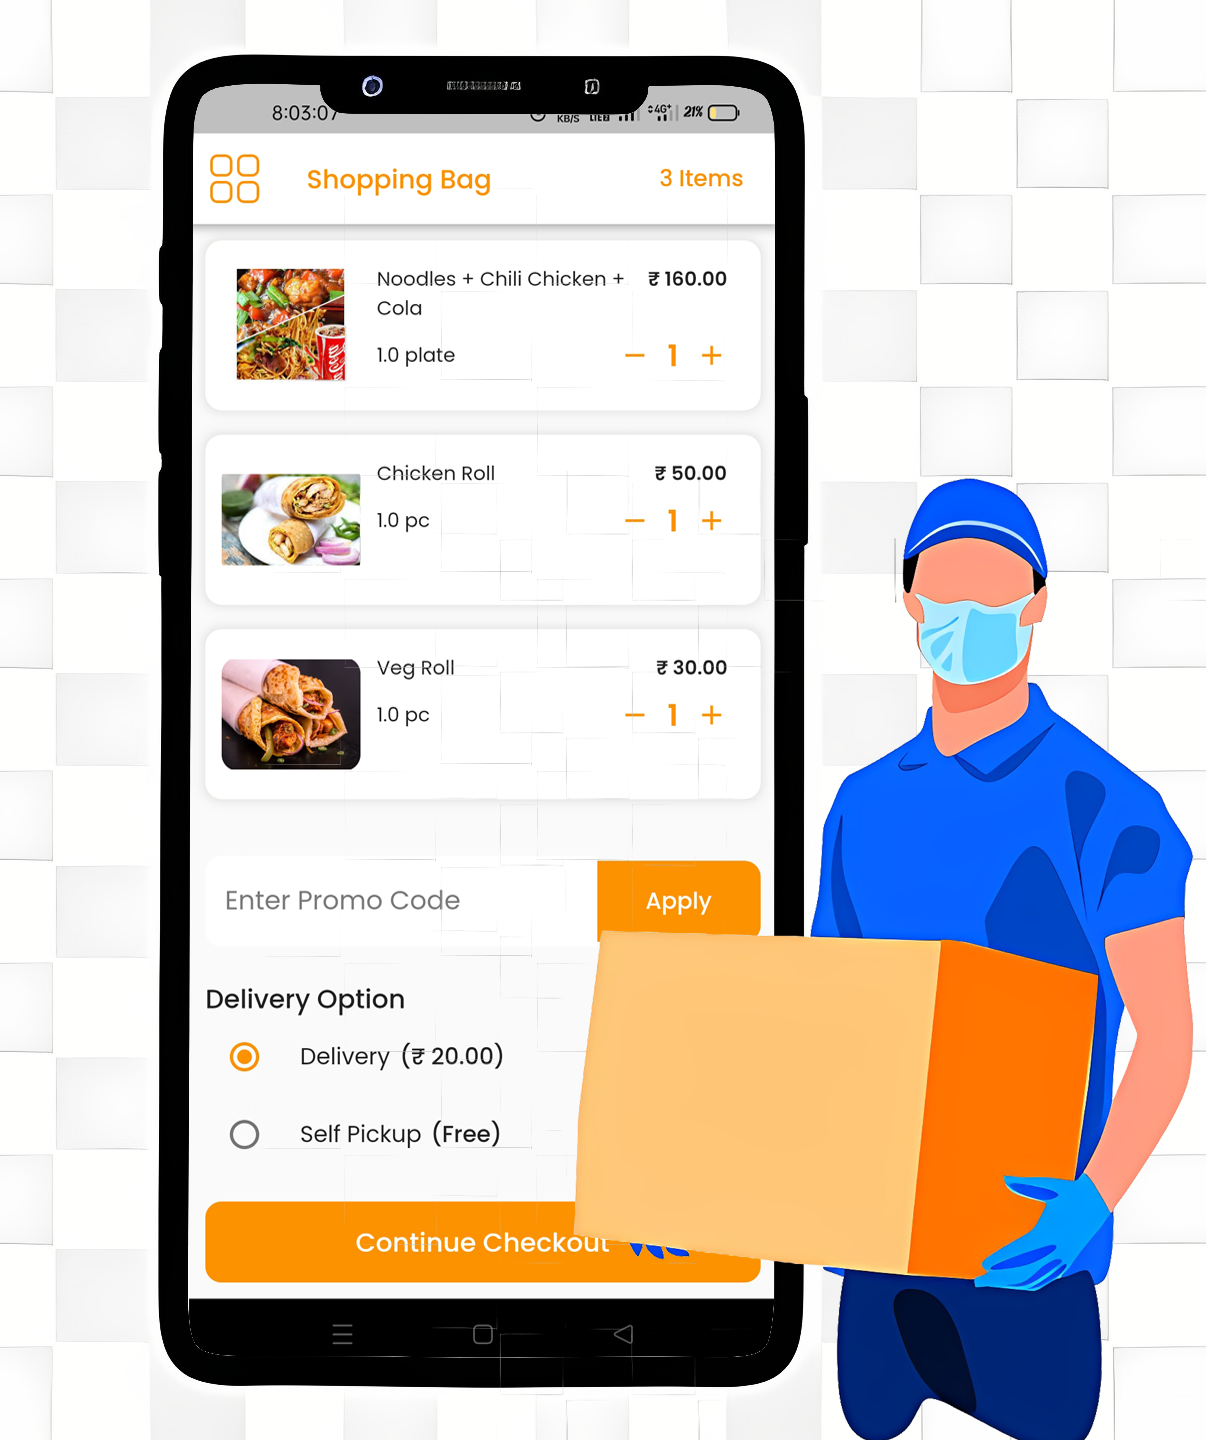 8:03:07
KB/S
4G+
21%
Shopping Bag
3 Items
Noodles + Chili Chicken +
Cola
₹ 160.00
1.0 plate
− 1 +
Chicken Roll
₹ 50.00
1.0 pc
− 1 +
Veg Roll
₹ 30.00
1.0 pc
− 1 +
Enter Promo Code
Apply
Delivery Option
Delivery (₹ 20.00)
Self Pickup (Free)
Continue Checkout